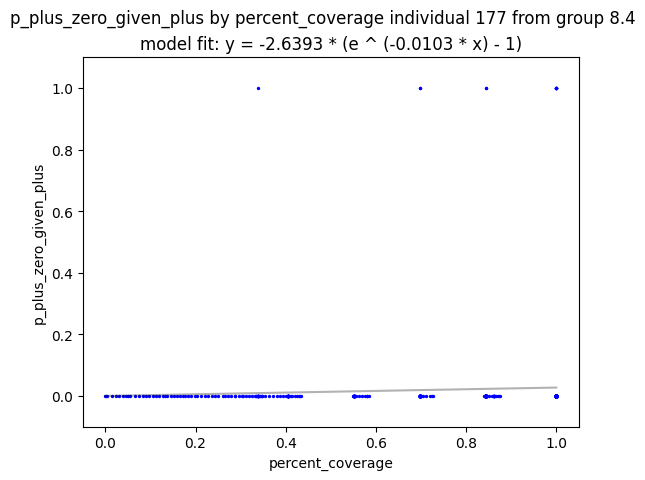 p_plus_zero_given_plus by percent_coverage individual 177 from group 8.4
model fit: y = -2.6393 * (e ^ (-0.0103 * x) - 1)
1.0
0.8
0.6
0.4
0.2
0.0
p_plus_zero_given_plus
0.0 0.2 0.4 0.6 0.8 1.0
percent_coverage